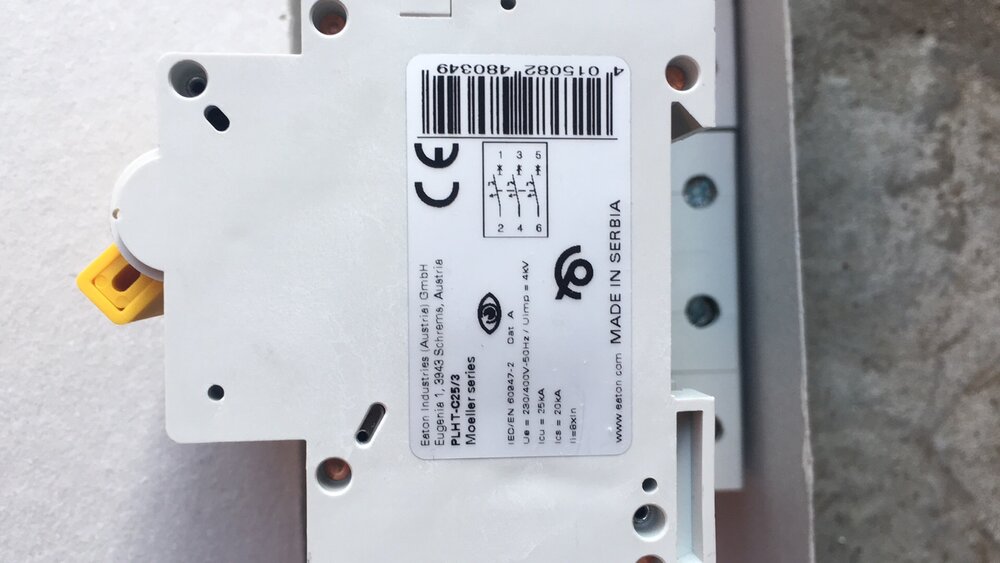 4 015082 480349
CE
1 3 5
2 4 6
Eaton Industries (Austria) GmbH
Eugenia 1, 3943 Schrems, Austria
PLHT-C25/3
Moeller series
IEC/EN 60947-2 Cat A
Ue = 230/400V~50Hz / Uimp = 4kV
Icu = 25kA
Ics = 20kA
Ii=8xIn
www.eaton.com MADE IN SERBIA